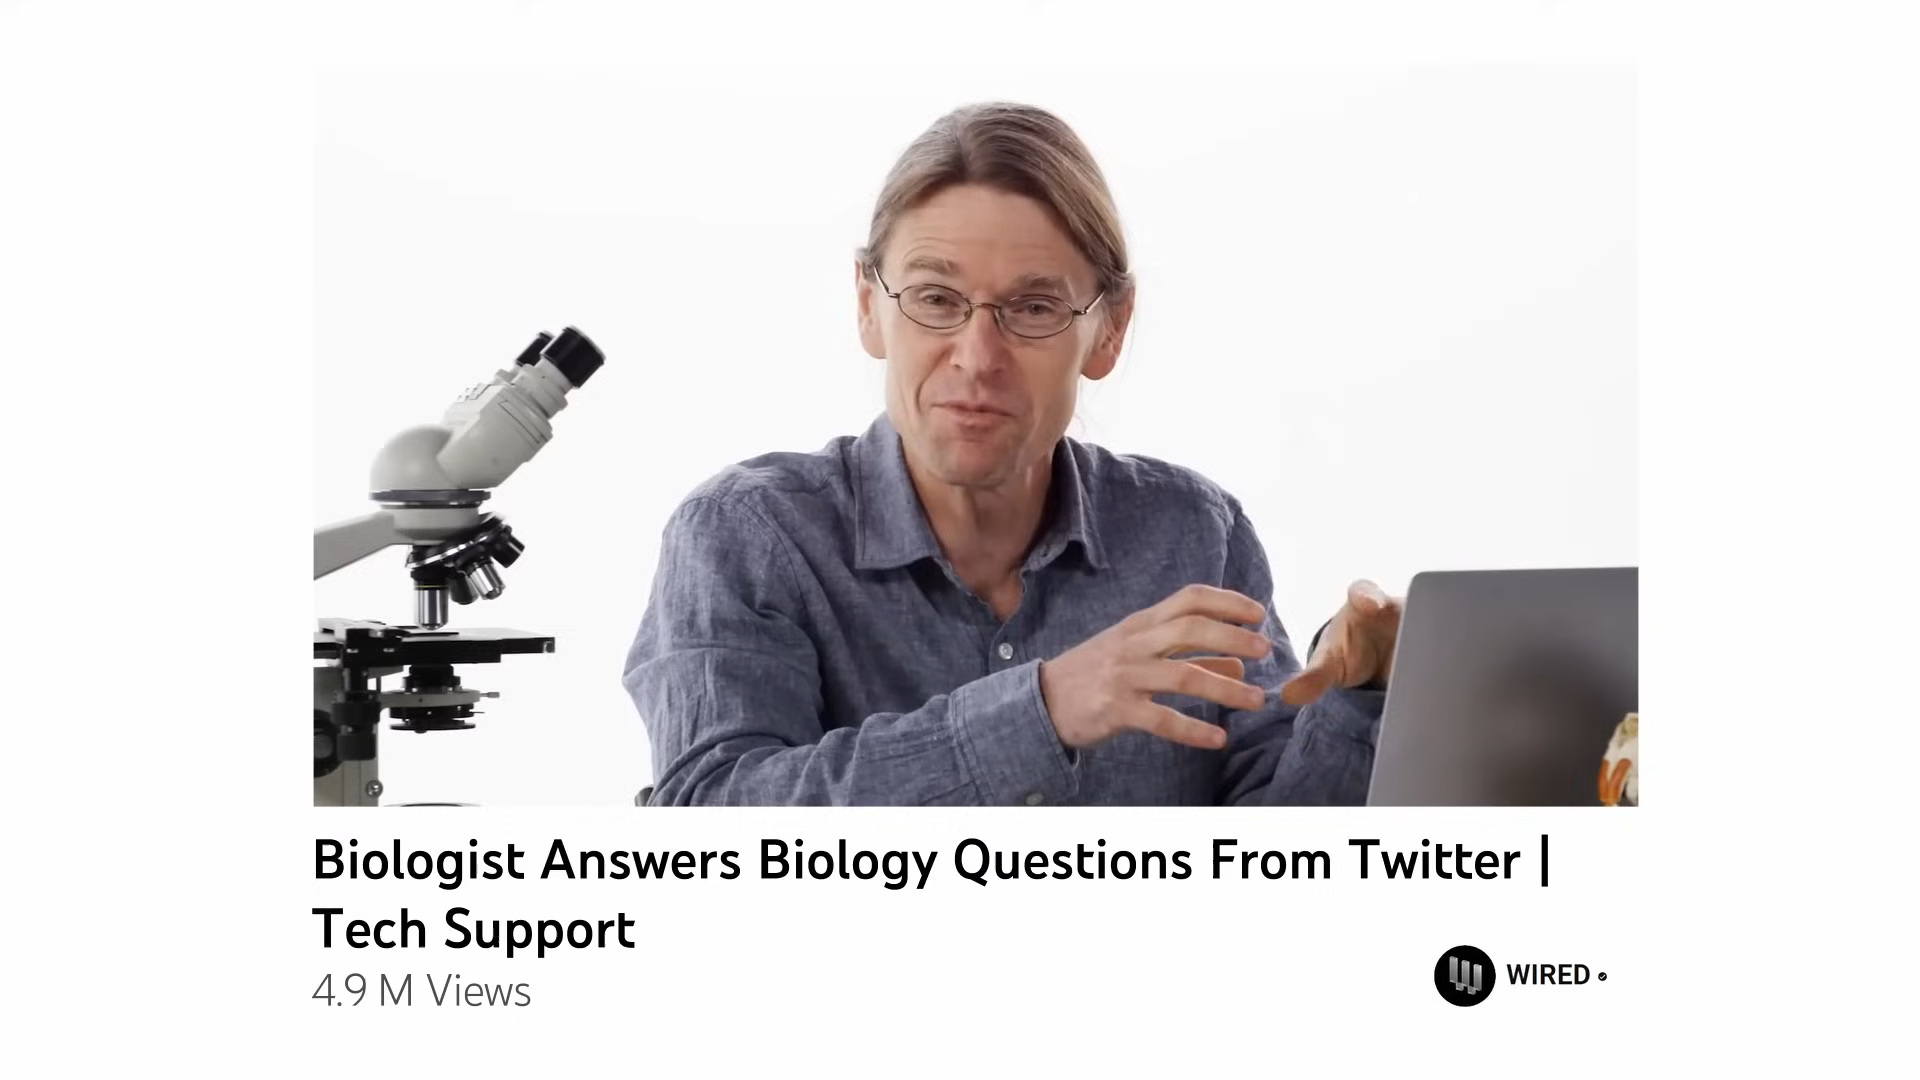 Biologist Answers Biology Questions From Twitter |
Tech Support
4.9 M Views
WIRED